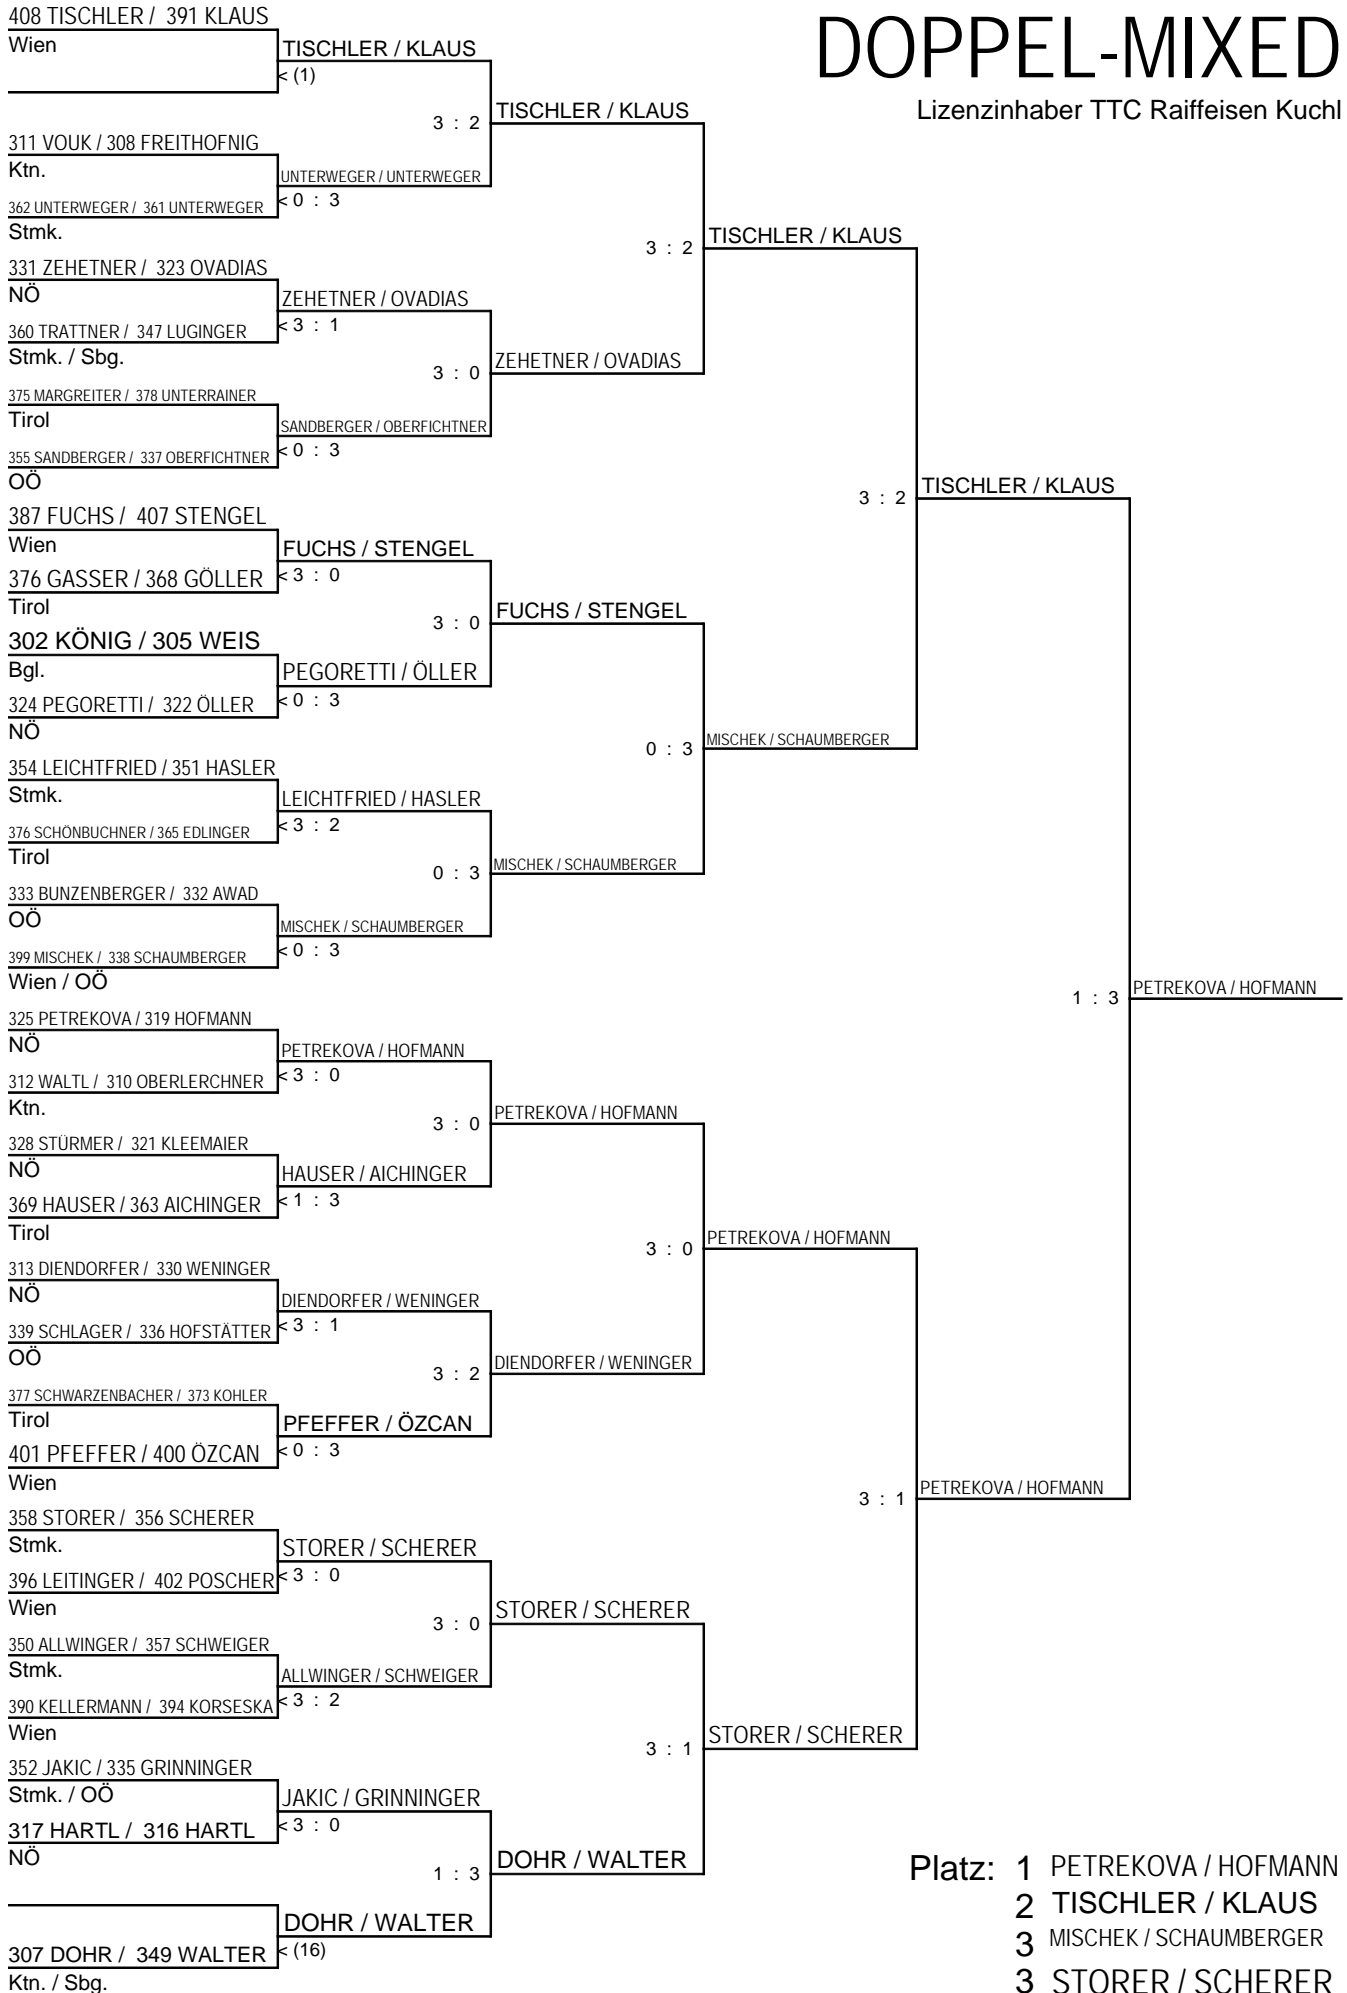 DOPPEL-MIXED
Lizenzinhaber TTC Raiffeisen Kuchl
408 TISCHLER / 391 KLAUS
Wien
311 VOUK / 308 FREITHOFNIG
Ktn.
362 UNTERWEGER / 361 UNTERWEGER
Stmk.
331 ZEHETNER / 323 OVADIAS
NÖ
360 TRATTNER / 347 LUGINGER
Stmk. / Sbg.
375 MARGREITER / 378 UNTERRAINER
Tirol
355 SANDBERGER / 337 OBERFICHTNER
OÖ
387 FUCHS / 407 STENGEL
Wien
376 GASSER / 368 GÖLLER
Tirol
302 KÖNIG / 305 WEIS
Bgl.
324 PEGORETTI / 322 ÖLLER
NÖ
354 LEICHTFRIED / 351 HASLER
Stmk.
376 SCHÖNBUCHNER / 365 EDLINGER
Tirol
333 BUNZENBERGER / 332 AWAD
OÖ
399 MISCHEK / 338 SCHAUMBERGER
Wien / OÖ
325 PETREKOVA / 319 HOFMANN
NÖ
312 WALTL / 310 OBERLERCHNER
Ktn.
328 STÜRMER / 321 KLEEMAIER
NÖ
369 HAUSER / 363 AICHINGER
Tirol
313 DIENDORFER / 330 WENINGER
NÖ
339 SCHLAGER / 336 HOFSTÄTTER
OÖ
377 SCHWARZENBACHER / 373 KOHLER
Tirol
401 PFEFFER / 400 ÖZCAN
Wien
358 STORER / 356 SCHERER
Stmk.
396 LEITINGER / 402 POSCHER
Wien
350 ALLWINGER / 357 SCHWEIGER
Stmk.
390 KELLERMANN / 394 KORSESKA
Wien
352 JAKIC / 335 GRINNINGER
Stmk. / OÖ
317 HARTL / 316 HARTL
NÖ
307 DOHR / 349 WALTER
Ktn. / Sbg.
TISCHLER / KLAUS
< (1)
UNTERWEGER / UNTERWEGER
< 0 : 3
ZEHETNER / OVADIAS
< 3 : 1
SANDBERGER / OBERFICHTNER
< 0 : 3
FUCHS / STENGEL
< 3 : 0
PEGORETTI / ÖLLER
< 0 : 3
LEICHTFRIED / HASLER
< 3 : 2
MISCHEK / SCHAUMBERGER
< 0 : 3
PETREKOVA / HOFMANN
< 3 : 0
HAUSER / AICHINGER
< 1 : 3
DIENDORFER / WENINGER
< 3 : 1
PFEFFER / ÖZCAN
< 0 : 3
STORER / SCHERER
< 3 : 0
ALLWINGER / SCHWEIGER
< 3 : 2
JAKIC / GRINNINGER
< 3 : 0
DOHR / WALTER
< (16)
3 : 2 TISCHLER / KLAUS
3 : 0 ZEHETNER / OVADIAS
3 : 0 FUCHS / STENGEL
0 : 3 MISCHEK / SCHAUMBERGER
3 : 0 PETREKOVA / HOFMANN
3 : 2 DIENDORFER / WENINGER
3 : 0 STORER / SCHERER
1 : 3 DOHR / WALTER
3 : 2 TISCHLER / KLAUS
0 : 3 MISCHEK / SCHAUMBERGER
3 : 0 PETREKOVA / HOFMANN
3 : 1 STORER / SCHERER
3 : 2 TISCHLER / KLAUS
3 : 1 PETREKOVA / HOFMANN
1 : 3 PETREKOVA / HOFMANN
Platz: 1 PETREKOVA / HOFMANN
2 TISCHLER / KLAUS
3 MISCHEK / SCHAUMBERGER
3 STORER / SCHERER